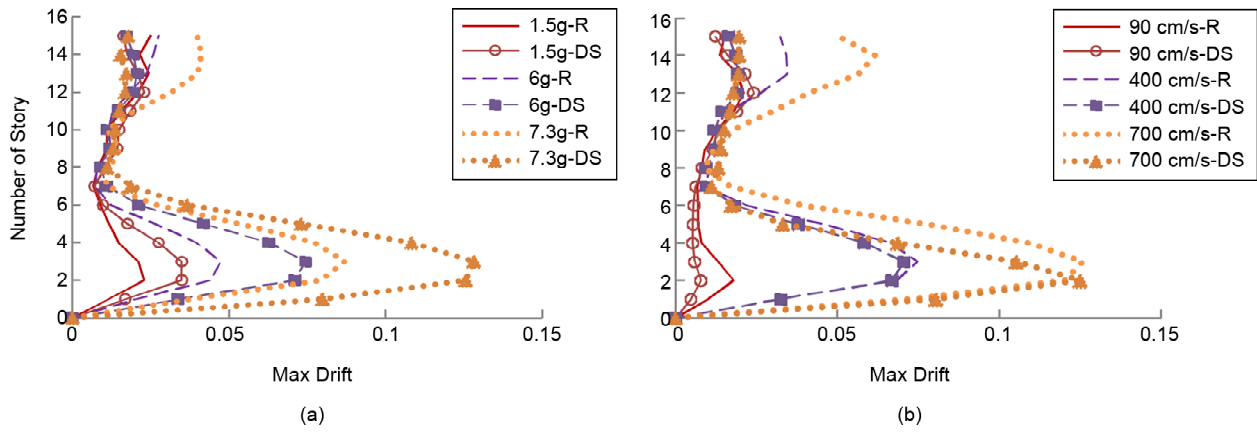 16
14
12
10
8
6
4
2
0
0
0.05
0.1
0.15
Number of Story
Max Drift
(a)
1.5g-R
1.5g-DS
6g-R
6g-DS
7.3g-R
7.3g-DS
16
14
12
10
8
6
4
2
0
0
0.05
0.1
0.15
Max Drift
(b)
90 cm/s-R
90 cm/s-DS
400 cm/s-R
400 cm/s-DS
700 cm/s-R
700 cm/s-DS